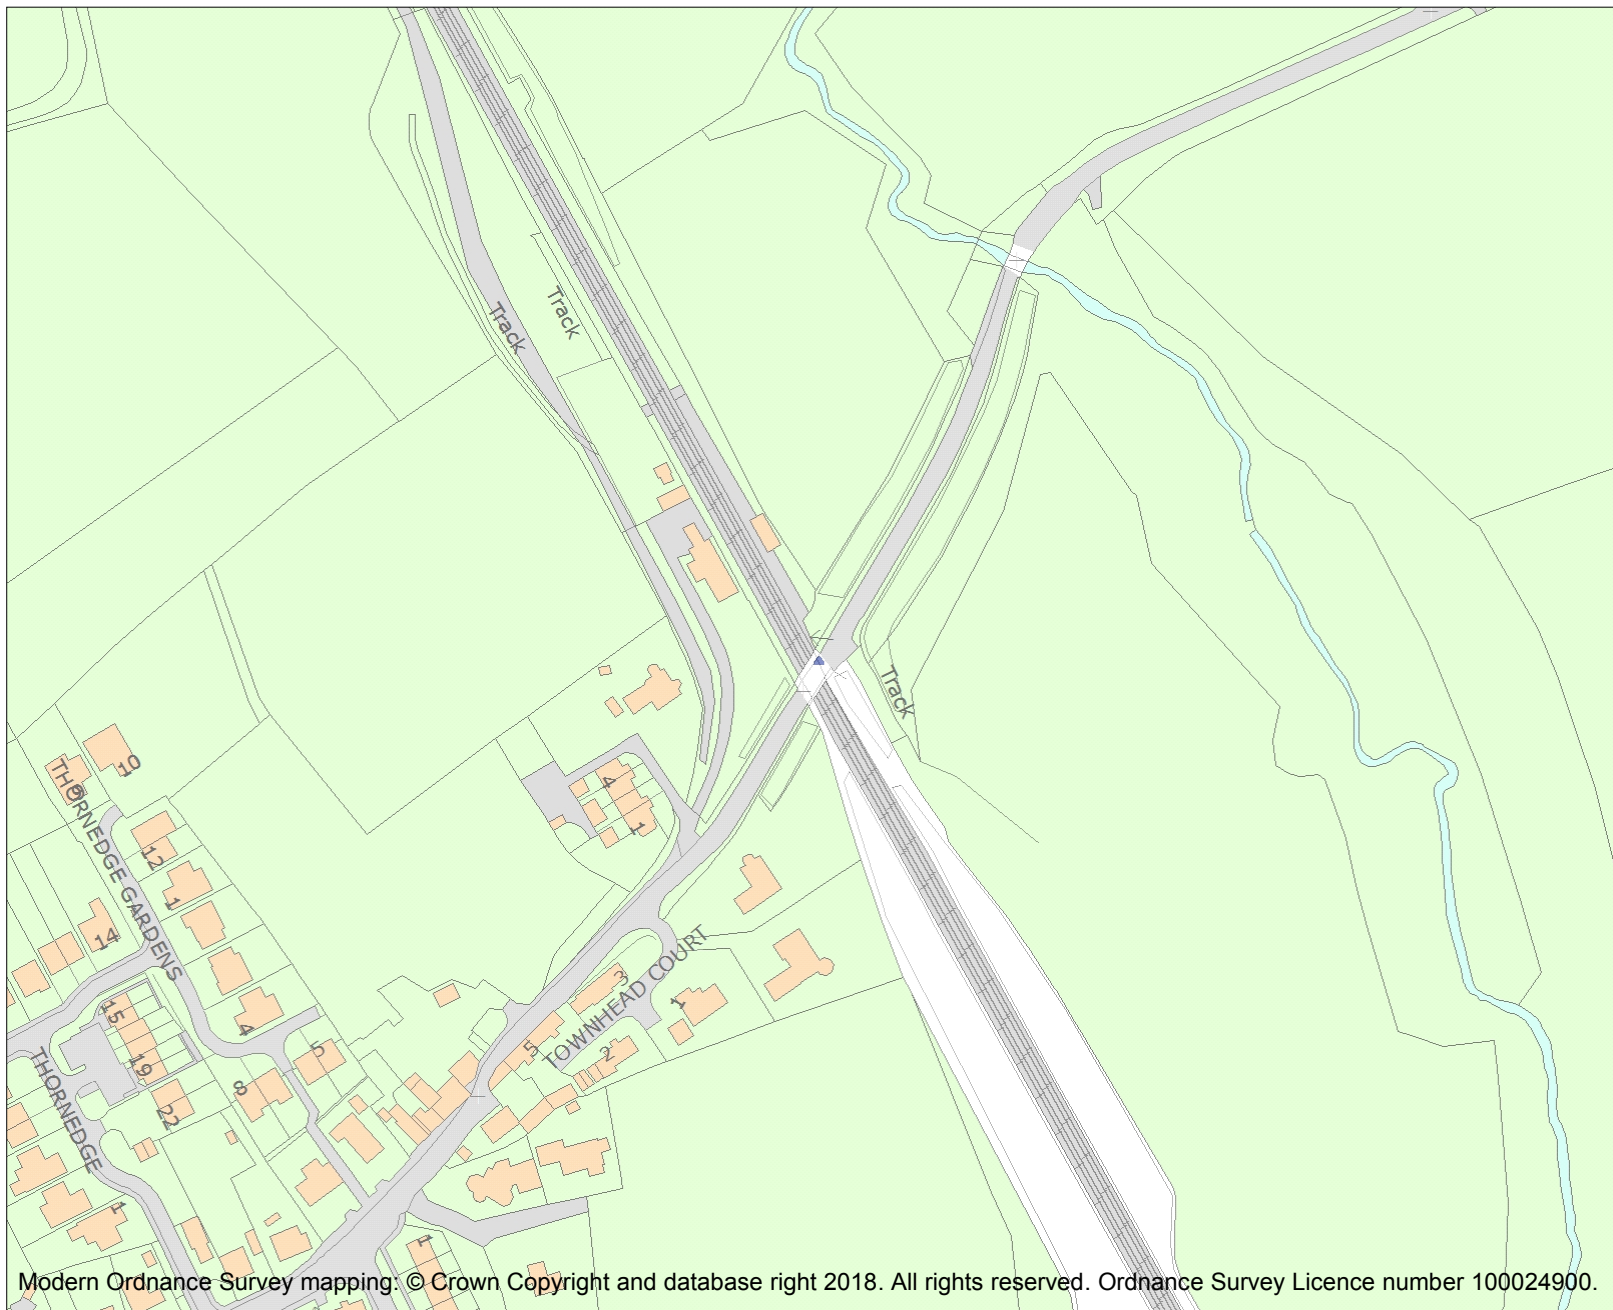 Track
Track
Track
10
9
THORNEDGE GARDENS
4
1
12
1
14
3
TOWNHEAD COURT
1
5
2
4
15
19
5
8
22
THORNEDGE
1
1
Modern Ordnance Survey mapping: © Crown Copyright and database right 2018. All rights reserved. Ordnance Survey Licence number 100024900.